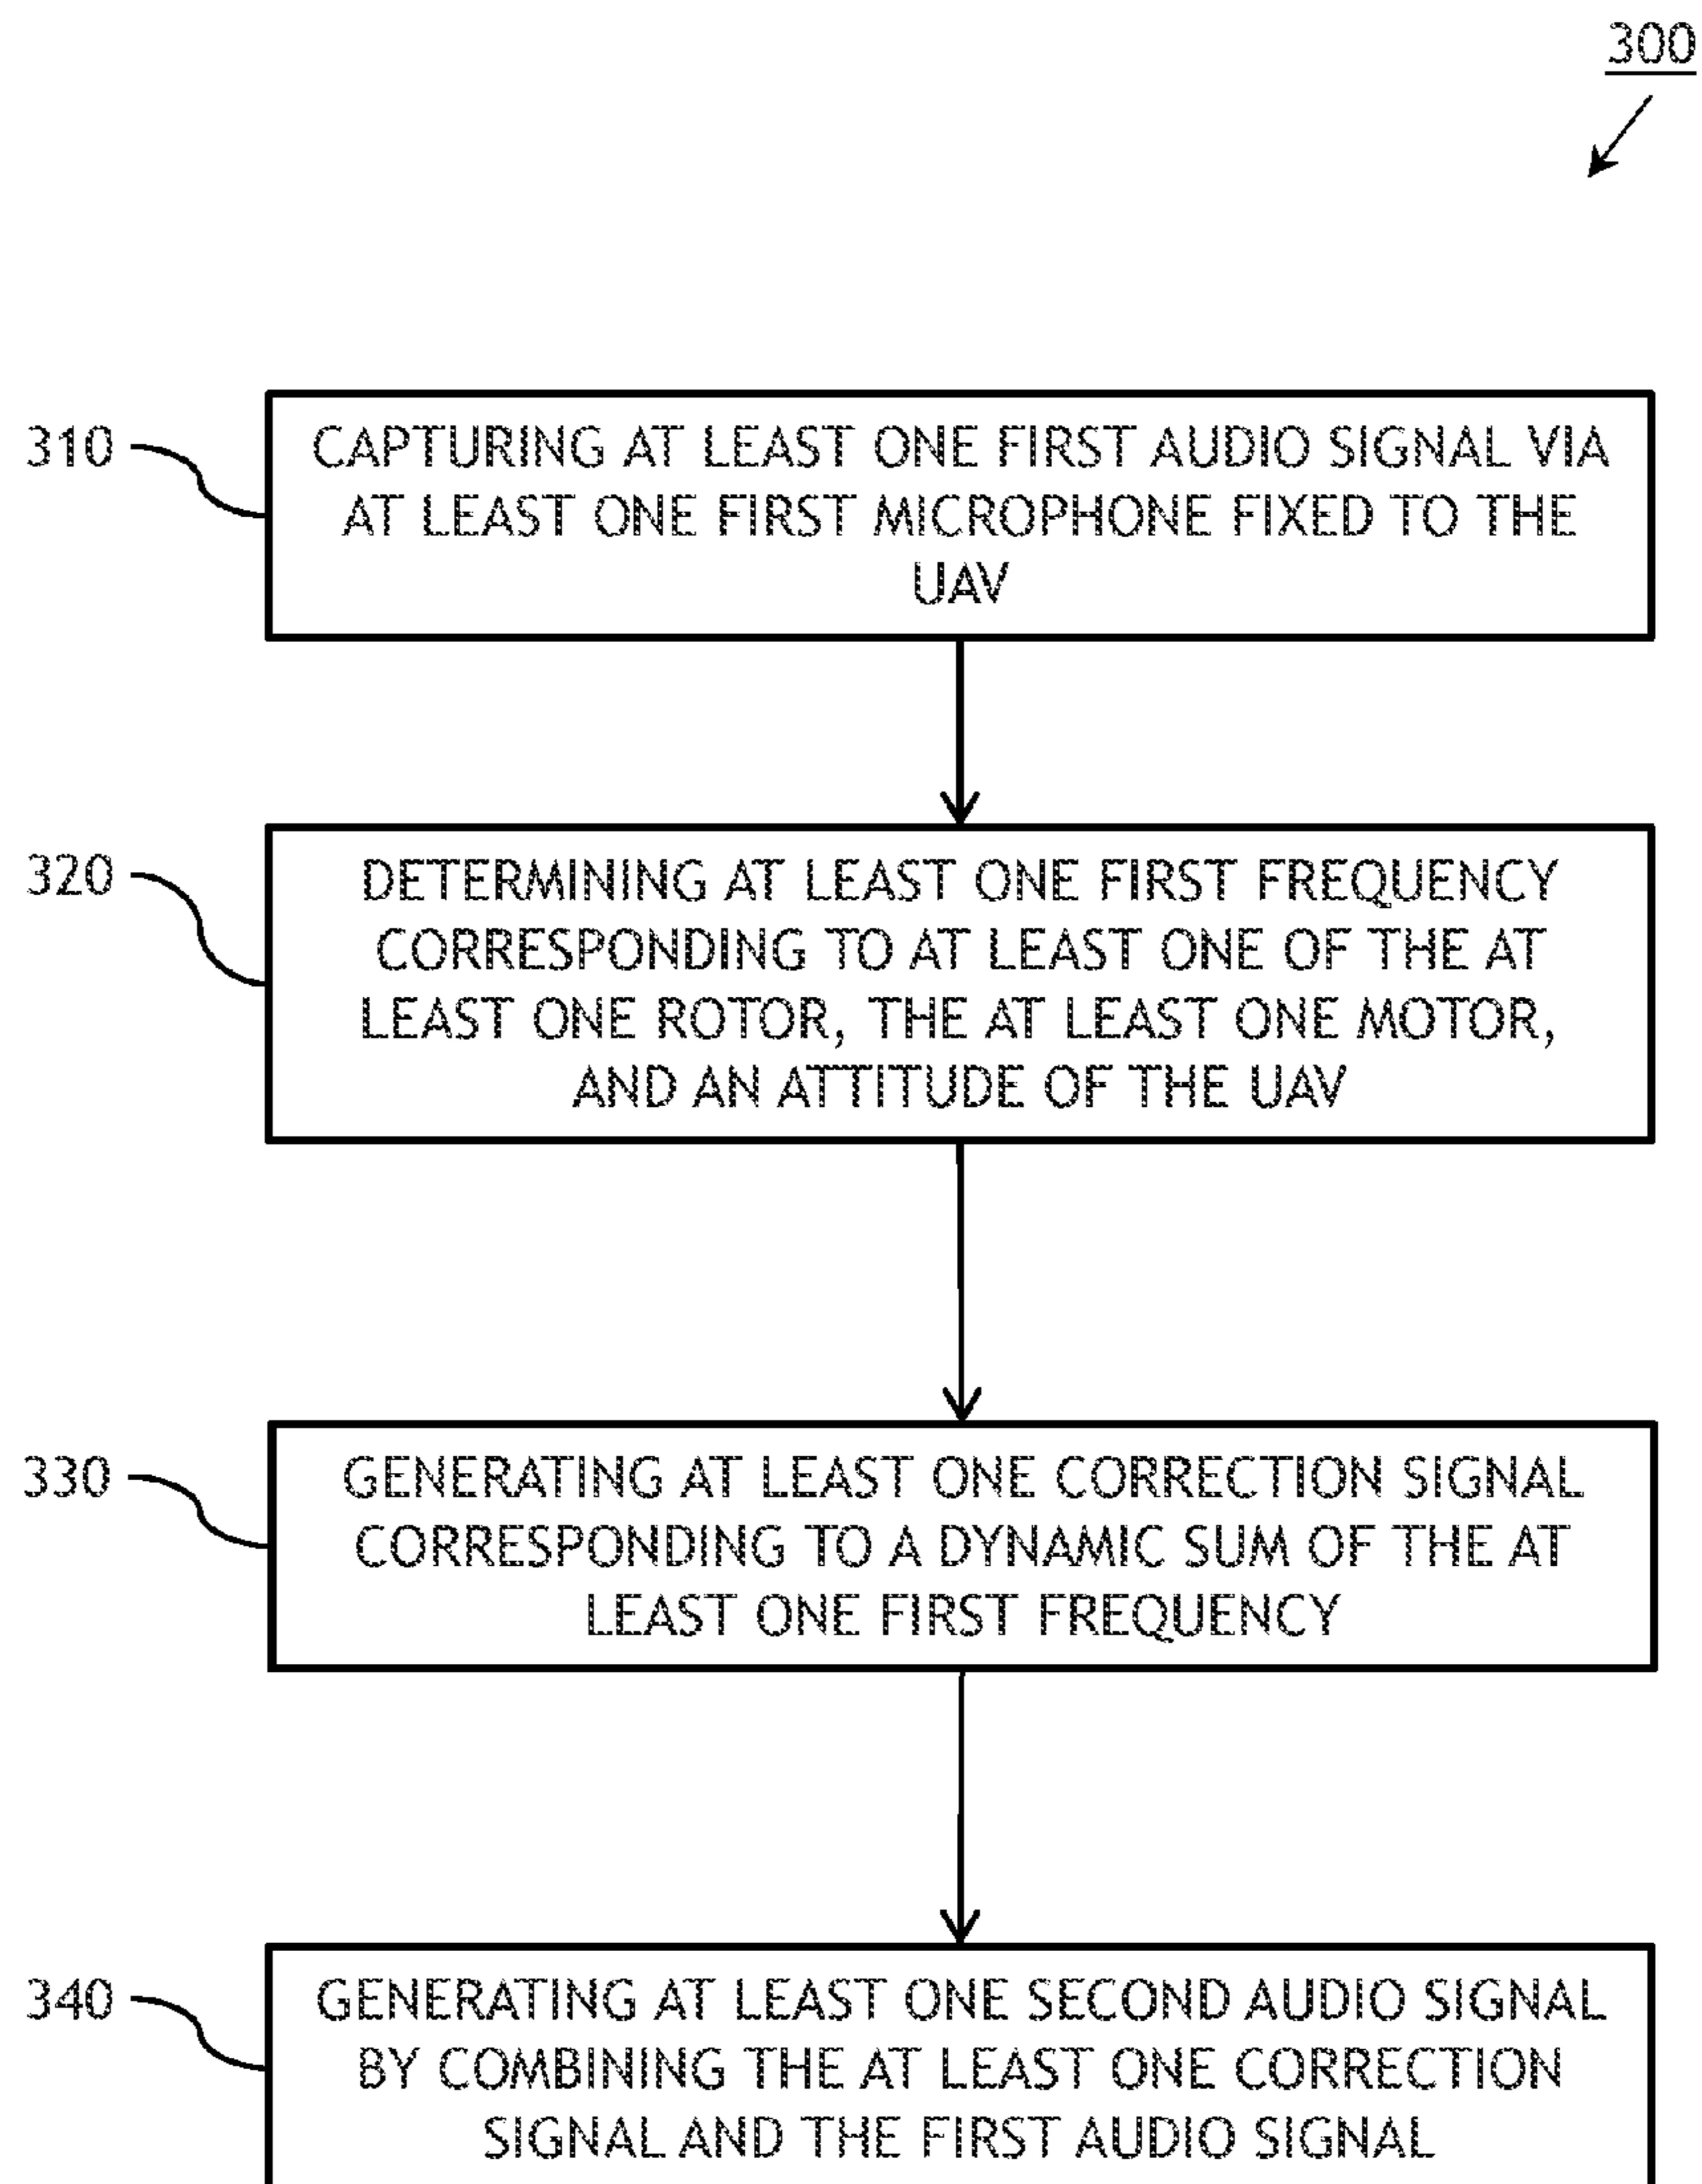 300
310
CAPTURING AT LEAST ONE FIRST AUDIO SIGNAL VIA
AT LEAST ONE FIRST MICROPHONE FIXED TO THE
UAV
320
DETERMINING AT LEAST ONE FIRST FREQUENCY
CORRESPONDING TO AT LEAST ONE OF THE AT
LEAST ONE ROTOR, THE AT LEAST ONE MOTOR,
AND AN ATTITUDE OF THE UAV
330
GENERATING AT LEAST ONE CORRECTION SIGNAL
CORRESPONDING TO A DYNAMIC SUM OF THE AT
LEAST ONE FIRST FREQUENCY
340
GENERATING AT LEAST ONE SECOND AUDIO SIGNAL
BY COMBINING THE AT LEAST ONE CORRECTION
SIGNAL AND THE FIRST AUDIO SIGNAL